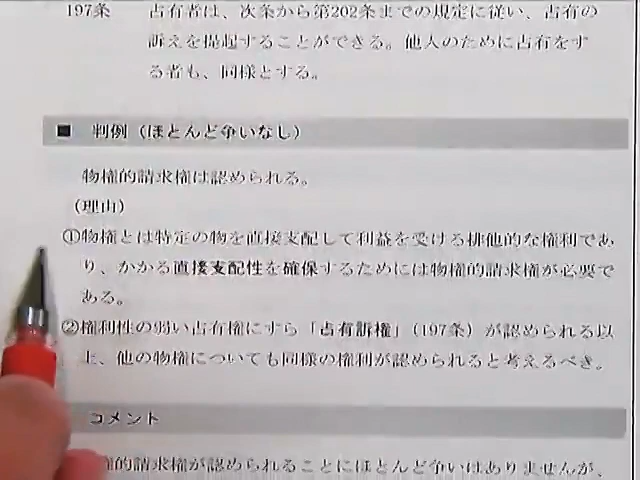 197条 占有者は、次条から第202条までの規定に従い、占有の
訴えを提起することができる。他人のために占有をす
る者も、同様とする。
■ 判例（ほとんど争いなし）
物権的請求権は認められる。
（理由）
①物権とは特定の物を直接支配して利益を受ける排他的な権利であ
り、かかる直接支配性を確保するためには物権的請求権が必要で
ある。
②権利性の弱い占有権にすら「占有訴権」（197条）が認められる以
上、他の物権についても同様の権利が認められると考えるべき。
コメント
権的請求権が認められることにほとんど争いはありませんが、